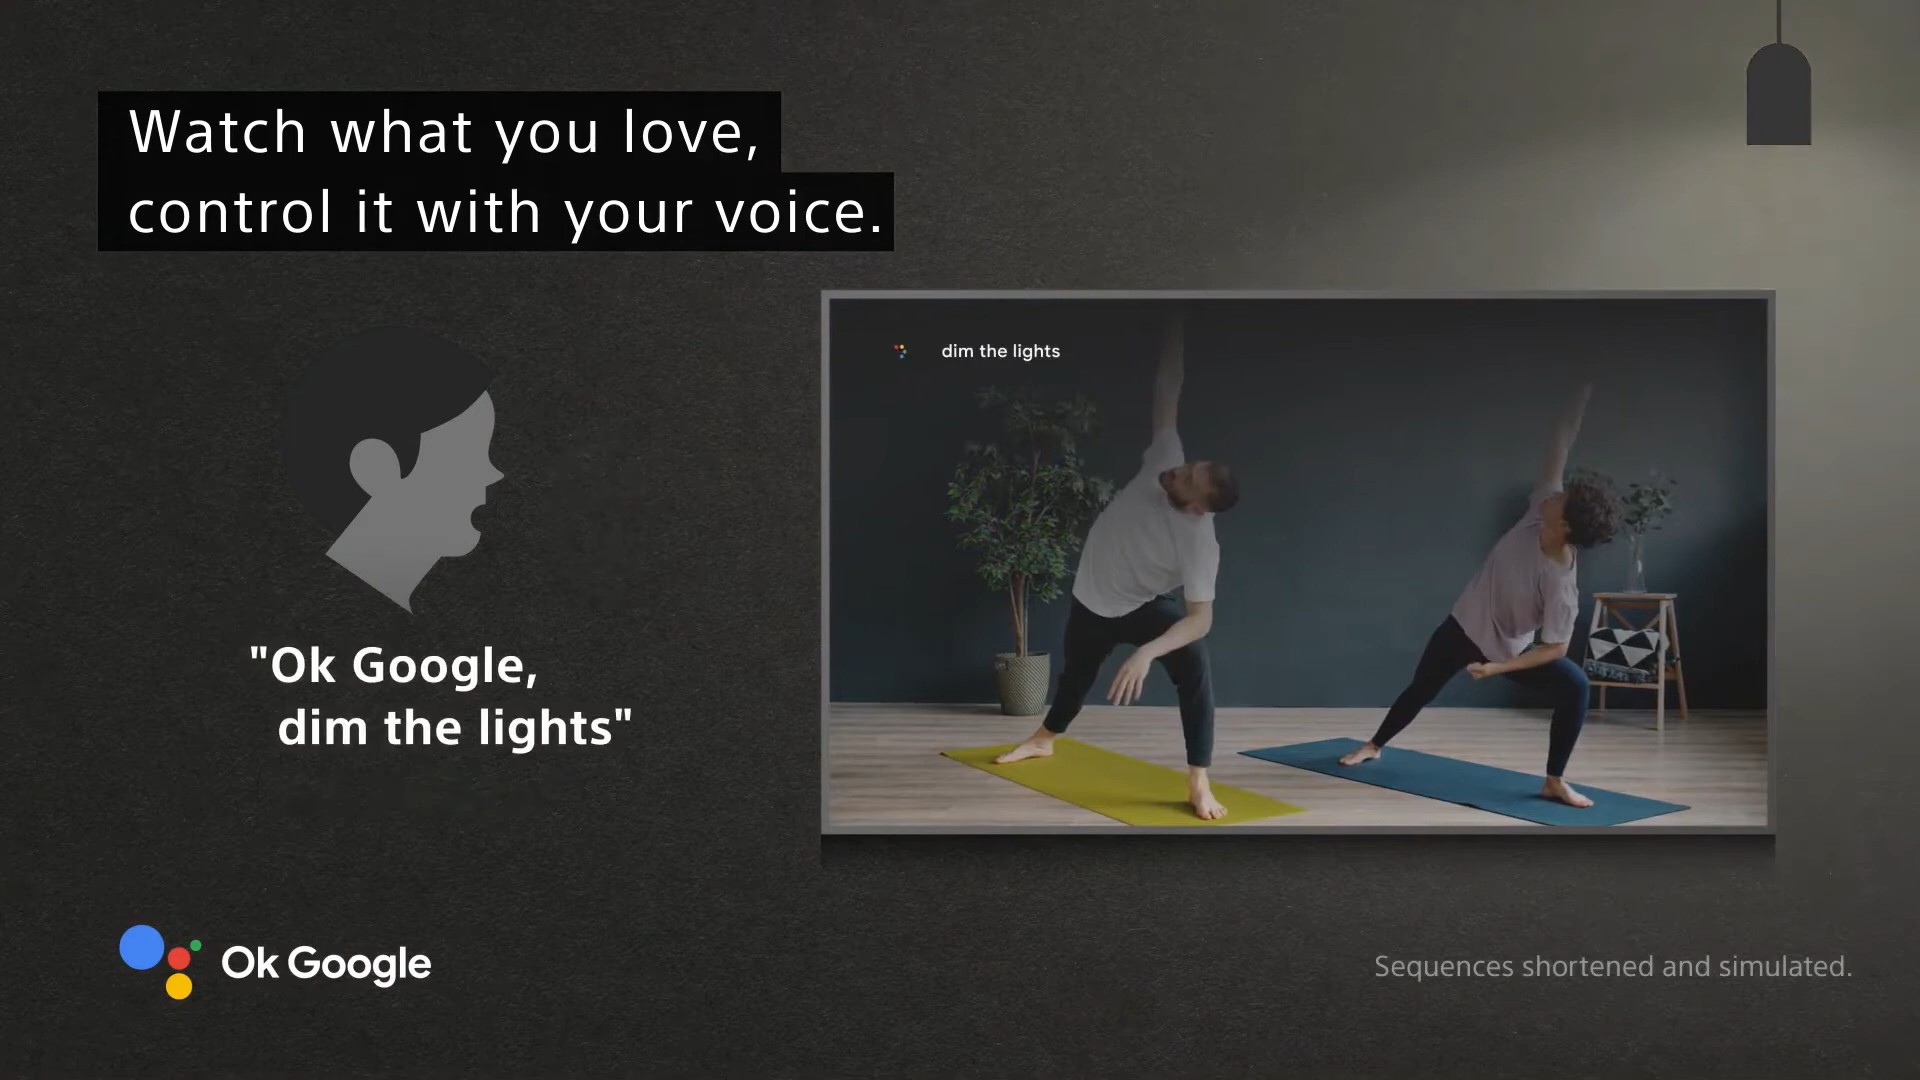 Watch what you love,
control it with your voice.
dim the lights
"Ok Google,
dim the lights"
Ok Google
Sequences shortened and simulated.